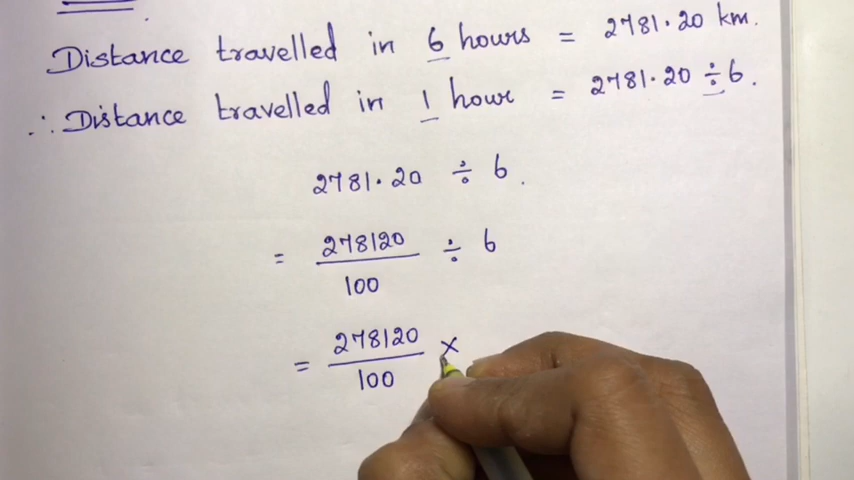 Distance travelled in 6 hours = 2781.20 km.
∴ Distance travelled in 1 hour = 2781.20 ÷ 6.
2781.20 ÷ 6.
= 278120/100 ÷ 6
= 278120/100 ×